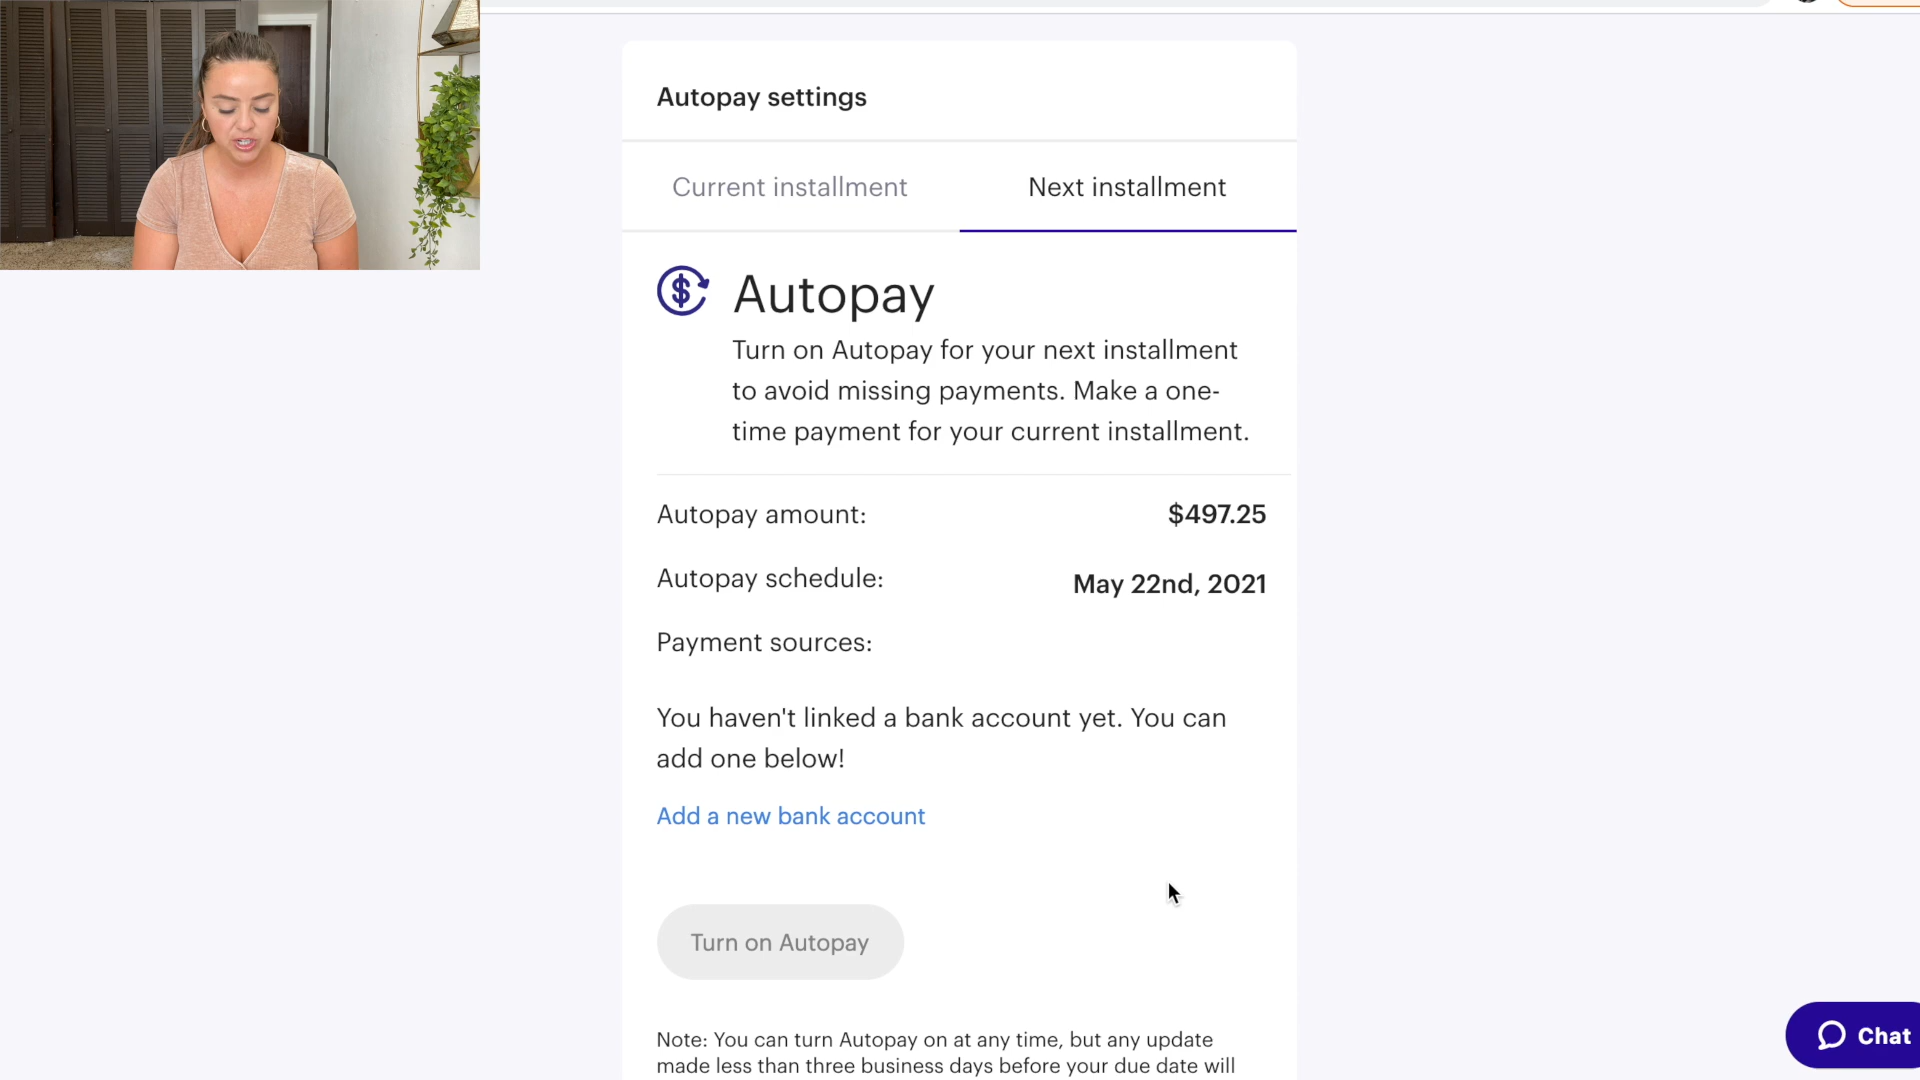 Autopay settings
Current installment
Next installment
Autopay
Turn on Autopay for your next installment
to avoid missing payments. Make a one-
time payment for your current installment.
Autopay amount:
$497.25
Autopay schedule:
May 22nd, 2021
Payment sources:
You haven't linked a bank account yet. You can
add one below!
Add a new bank account
Turn on Autopay
Note: You can turn Autopay on at any time, but any update
made less than three business days before your due date will
Chat